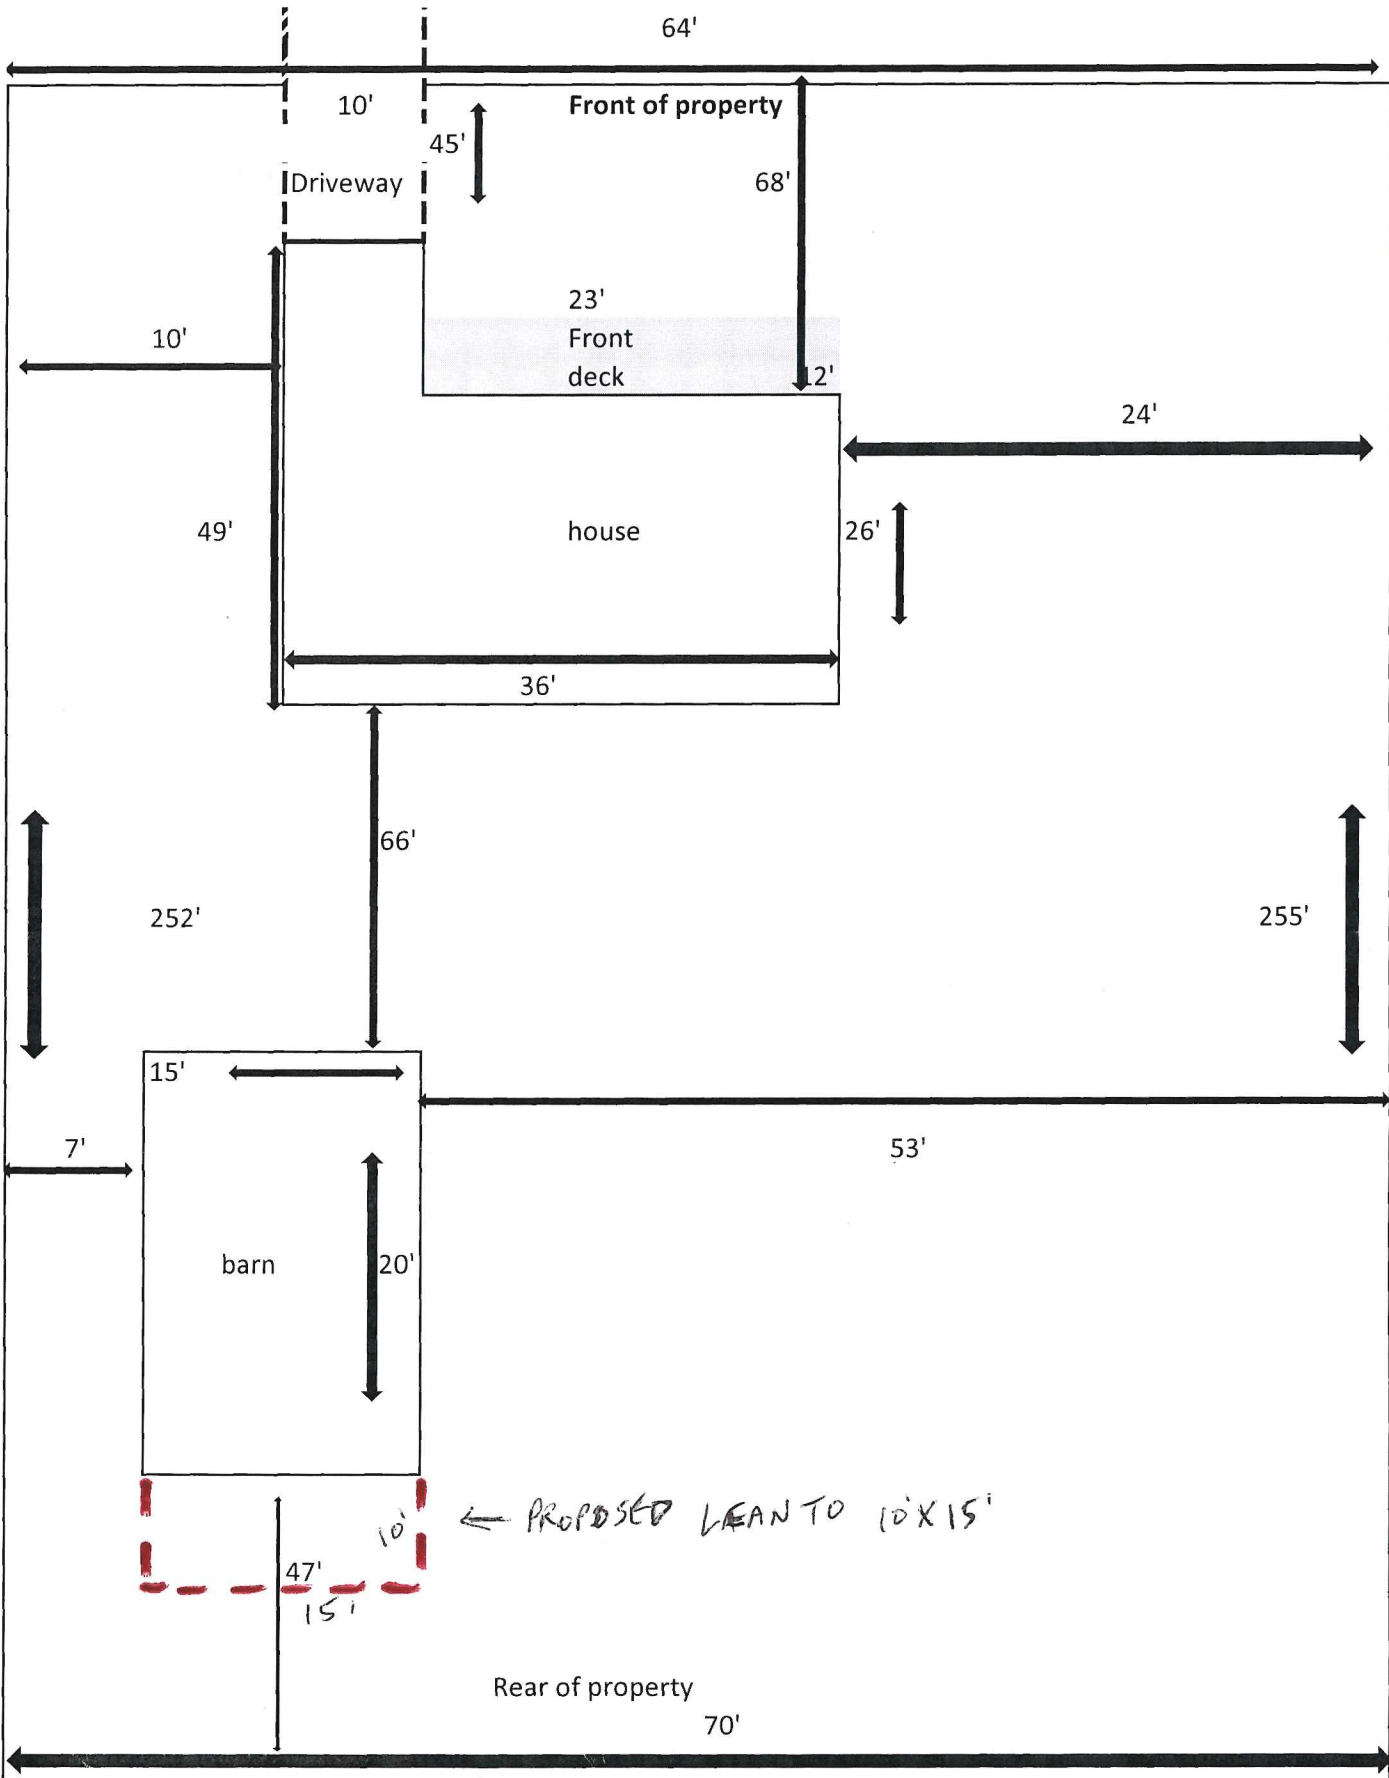 64'
10'
Front of property
45'
Driveway
68'
23'
Front
deck
12'
10'
24'
49'
house
26'
36'
66'
252'
255'
15'
7'
53'
barn
20'
10'
← PROPOSED LEAN TO 10'X15'
47'
15'
Rear of property
70'